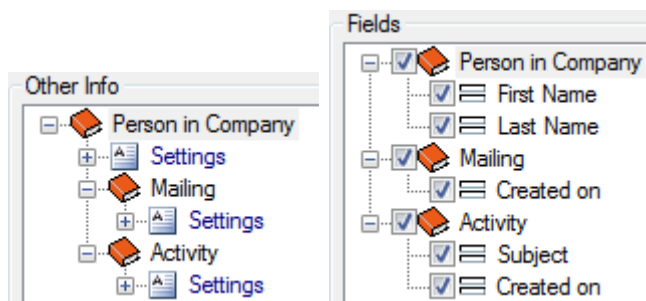 Other Info
Person in Company
Settings
Mailing
Settings
Activity
Settings
Fields
Person in Company
First Name
Last Name
Mailing
Created on
Activity
Subject
Created on